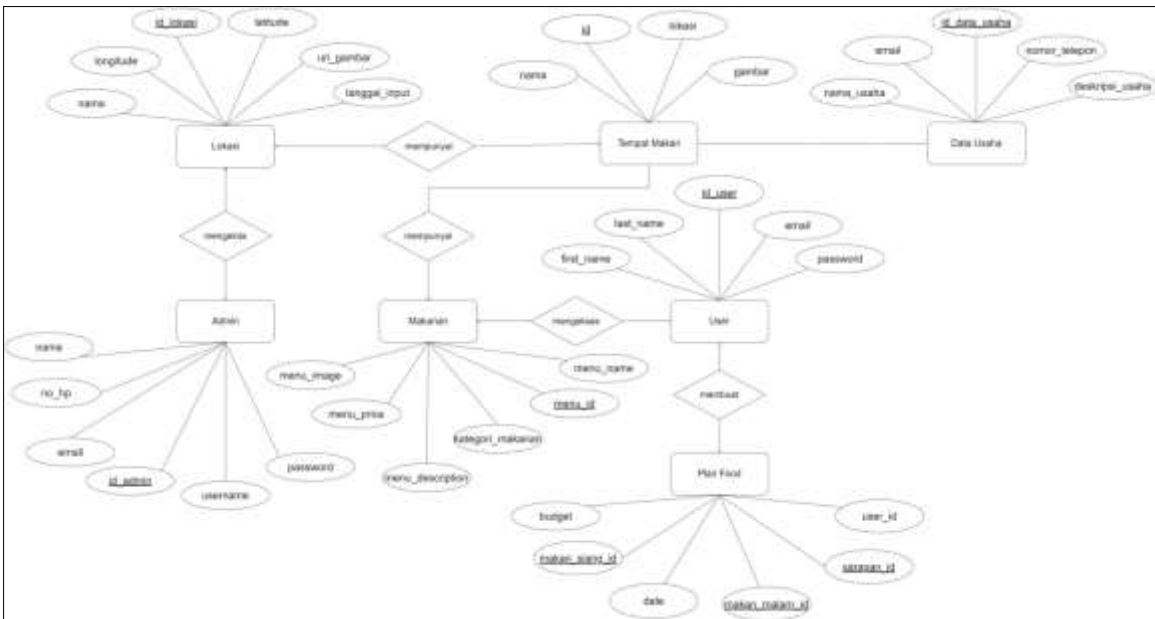 id_lokasi
latitude
longitude
url_gambar
nama
tanggal_input
Lokasi
mempunyai
id
lokasi
nama
gambar
Tempat Makan
id_data_usaha
email
nomor_telepon
nama_usaha
deskripsi_usaha
Data Usaha
mengelola
mempunyai
id_user
last_name
email
first_name
password
Admin
Makanan
mengakses
User
name
no_hp
email
id_admin
username
password
menu_image
menu_name
menu_price
menu_id
kategori_makanan
menu_description
membuat
Plan Food
budget
user_id
makan_siang_id
sarapan_id
date
makan_malam_id